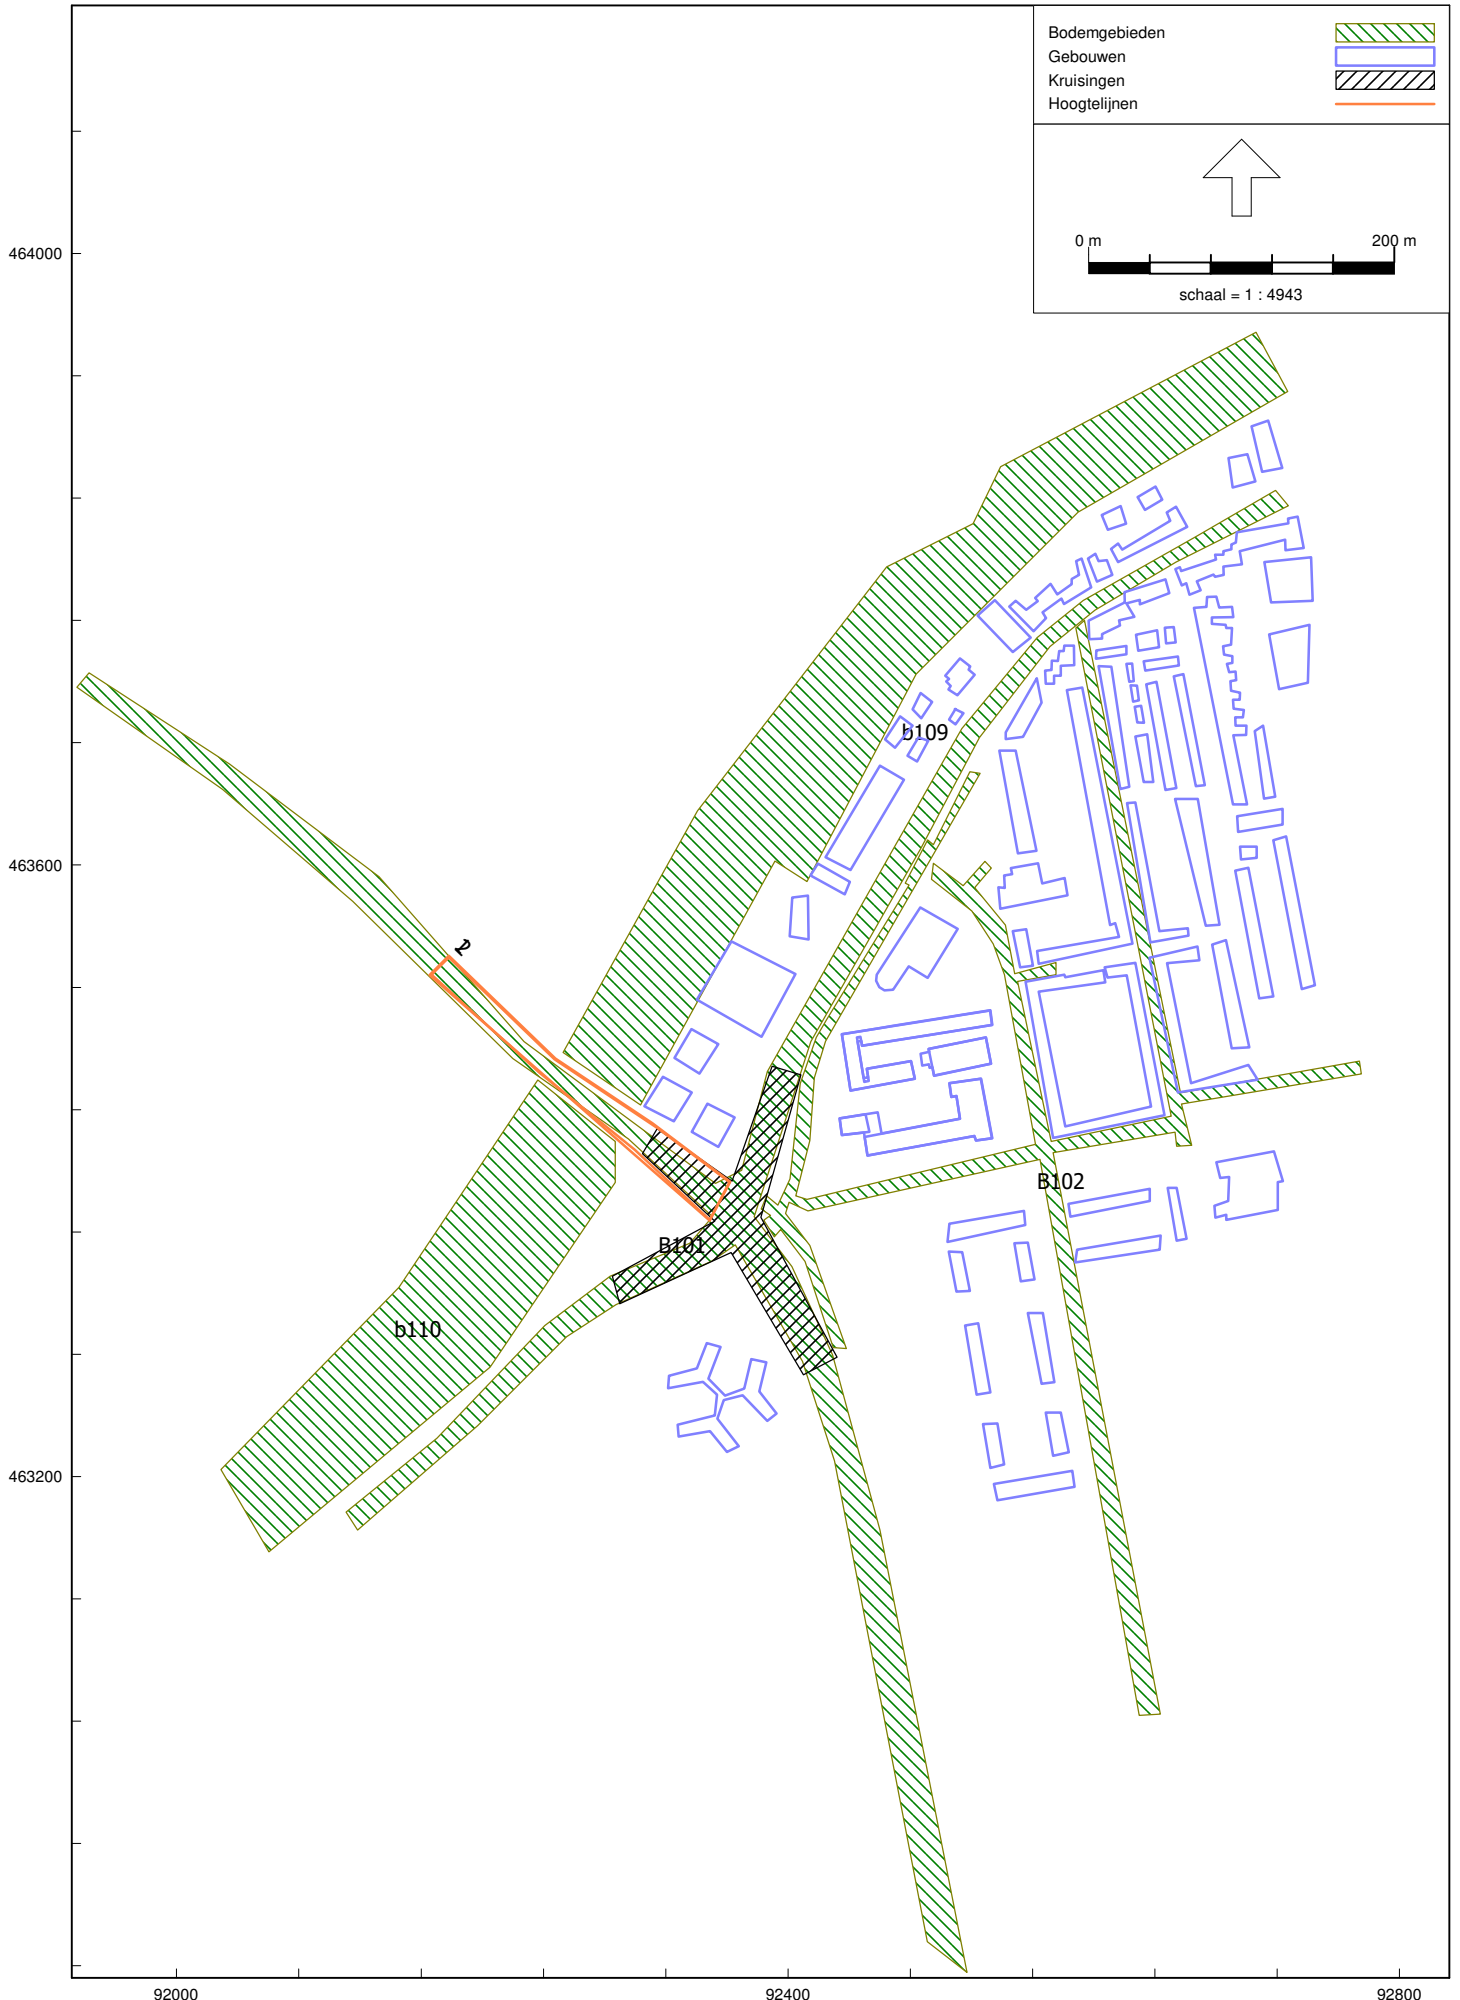 Bodemgebieden
Gebouwen
Kruisingen
Hoogtelijnen
0 m 200 m
schaal = 1 : 4943
464000
b109
463600
B102
B101
b110
463200
92000 92400 92800